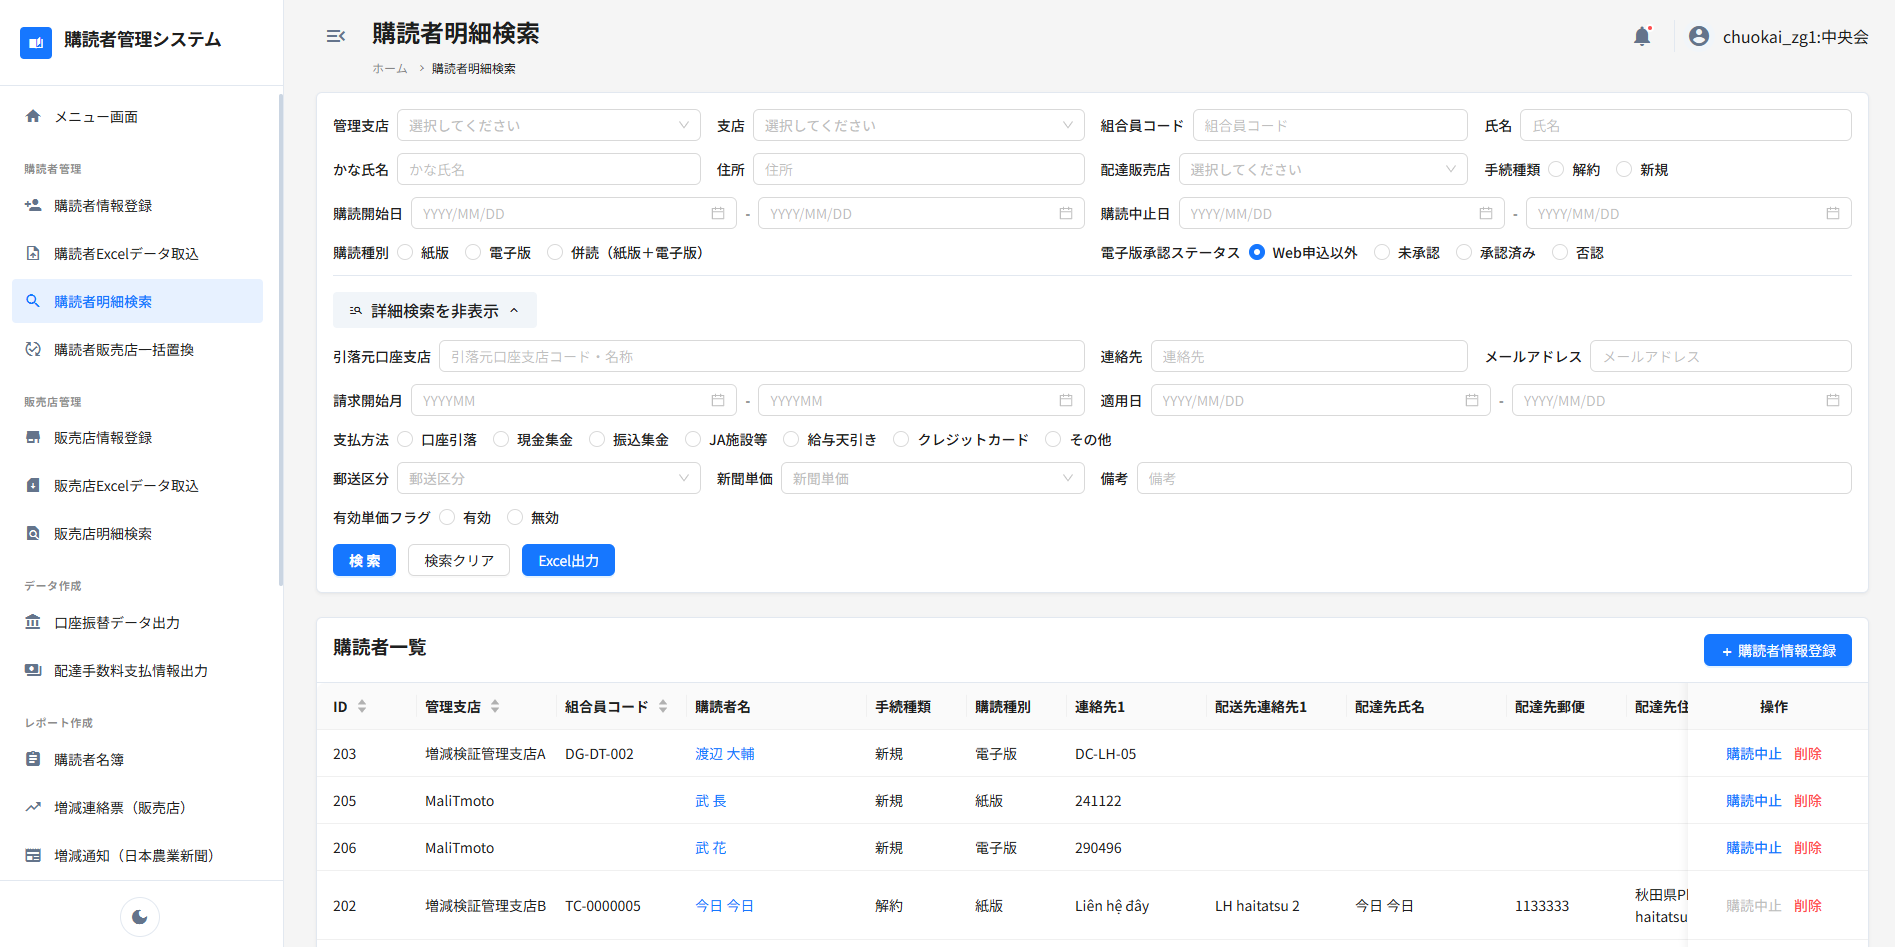 購読者管理システム
メニュー画面
購読者管理
購読者情報登録
購読者Excelデータ取込
購読者明細検索
購読者販売店一括置換
販売店管理
販売店情報登録
販売店Excelデータ取込
販売店明細検索
データ作成
口座振替データ出力
配達手数料支払情報出力
レポート作成
購読者名簿
増減連絡票（販売店）
増減通知（日本農業新聞）
購読者明細検索
ホーム > 購読者明細検索
chuokai_zg1:中央会
管理支店 選択してください 支店 選択してください 組合員コード 組合員コード 氏名 氏名
かな氏名 かな氏名 住所 住所 配達販売店 選択してください 手続種類 解約 新規
購読開始日 YYYY/MM/DD - YYYY/MM/DD 購読中止日 YYYY/MM/DD - YYYY/MM/DD
購読種別 紙版 電子版 併読（紙版＋電子版） 電子版承認ステータス Web申込以外 未承認 承認済み 否認
詳細検索を非表示
引落元口座支店 引落元口座支店コード・名称 連絡先 連絡先 メールアドレス メールアドレス
請求開始月 YYYYMM - YYYYMM 適用日 YYYY/MM/DD - YYYY/MM/DD
支払方法 口座引落 現金集金 振込集金 JA施設等 給与天引き クレジットカード その他
郵送区分 郵送区分 新聞単価 新聞単価 備考 備考
有効単価フラグ 有効 無効
検 索 検索クリア Excel出力
購読者一覧
+ 購読者情報登録
ID 管理支店 組合員コード 購読者名 手続種類 購読種別 連絡先1 配送先連絡先1 配達先氏名 配達先郵便 配達先住 操作
203 増減検証管理支店A DG-DT-002 渡辺 大輔 新規 電子版 DC-LH-05 購読中止 削除
205 MaliTmoto 武 長 新規 紙版 241122 購読中止 削除
206 MaliTmoto 武 花 新規 電子版 290496 購読中止 削除
202 増減検証管理支店B TC-0000005 今日 今日 解約 紙版 Liên hệ đây LH haitatsu 2 今日 今日 1133333 秋田県Pl haitatsu 購読中止 削除